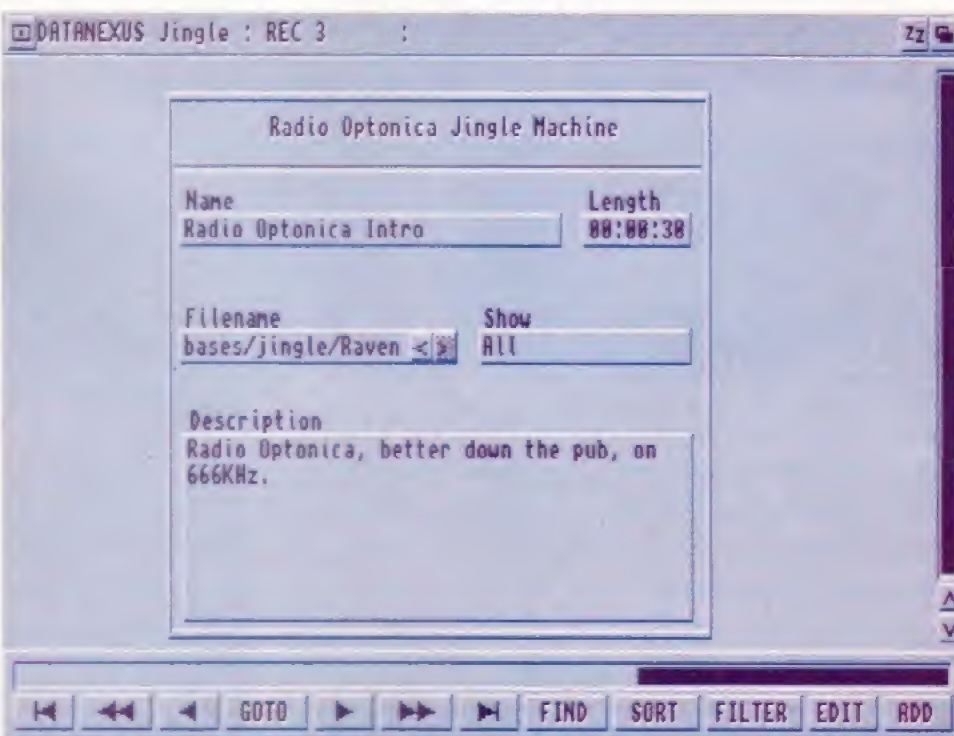 DATANEXUS Jingle : REC 3 :
Zz
Radio Optonica Jingle Machine
Name
Length
Radio Optonica Intro
00:00:30
Filename
Show
bases/jingle/Raven < >
All
Description
Radio Optonica, better down the pub, on
666KHz.
GOTO
FIND
SORT
FILTER
EDIT
ADD